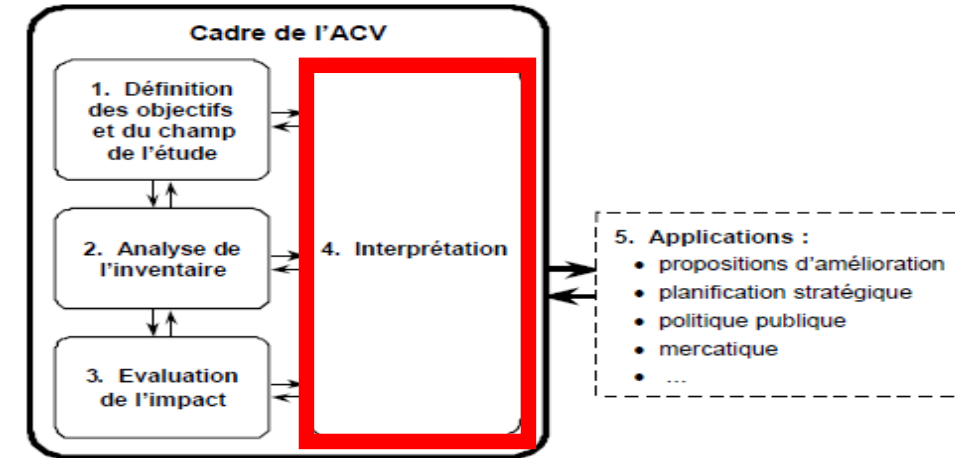 Cadre de l'ACV
1. Définition
des objectifs
et du champ
de l'étude
2. Analyse de
l'inventaire
3. Evaluation
de l'impact
4. Interprétation
5. Applications :
• propositions d'amélioration
• planification stratégique
• politique publique
• mercatique
• ...